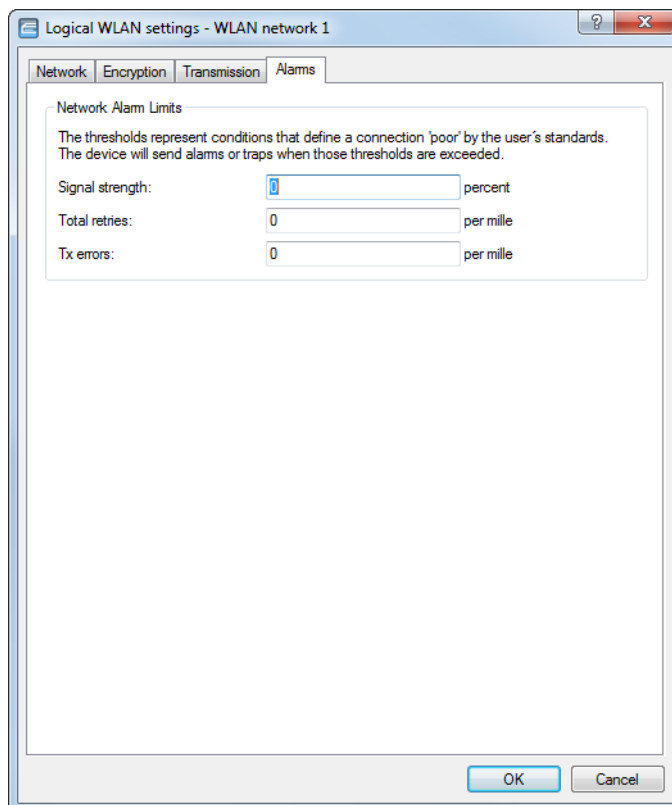 Logical WLAN settings - WLAN network 1
Network Encryption Transmission Alarms
Network Alarm Limits
The thresholds represent conditions that define a connection 'poor' by the user´s standards.
The device will send alarms or traps when those thresholds are exceeded.
Signal strength: 0 percent
Total retries: 0 per mille
Tx errors: 0 per mille
OK Cancel